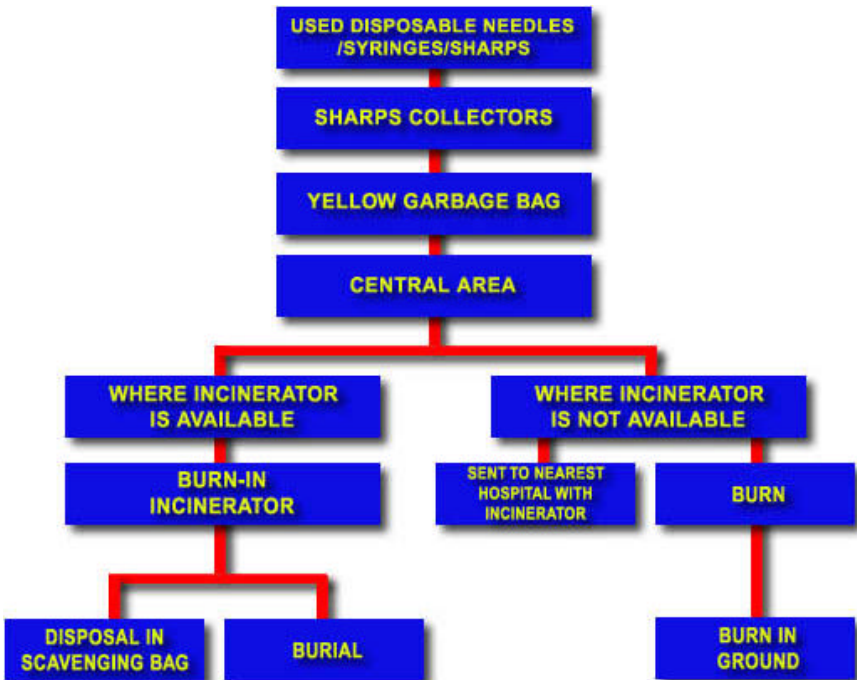 USED DISPOSABLE NEEDLES
/SYRINGES/SHARPS
SHARPS COLLECTORS
YELLOW GARBAGE BAG
CENTRAL AREA
WHERE INCINERATOR
IS AVAILABLE
WHERE INCINERATOR
IS NOT AVAILABLE
BURN-IN
INCINERATOR
SENT TO NEAREST
HOSPITAL WITH
INCINERATOR
BURN
DISPOSAL IN
SCAVENGING BAG
BURIAL
BURN IN
GROUND